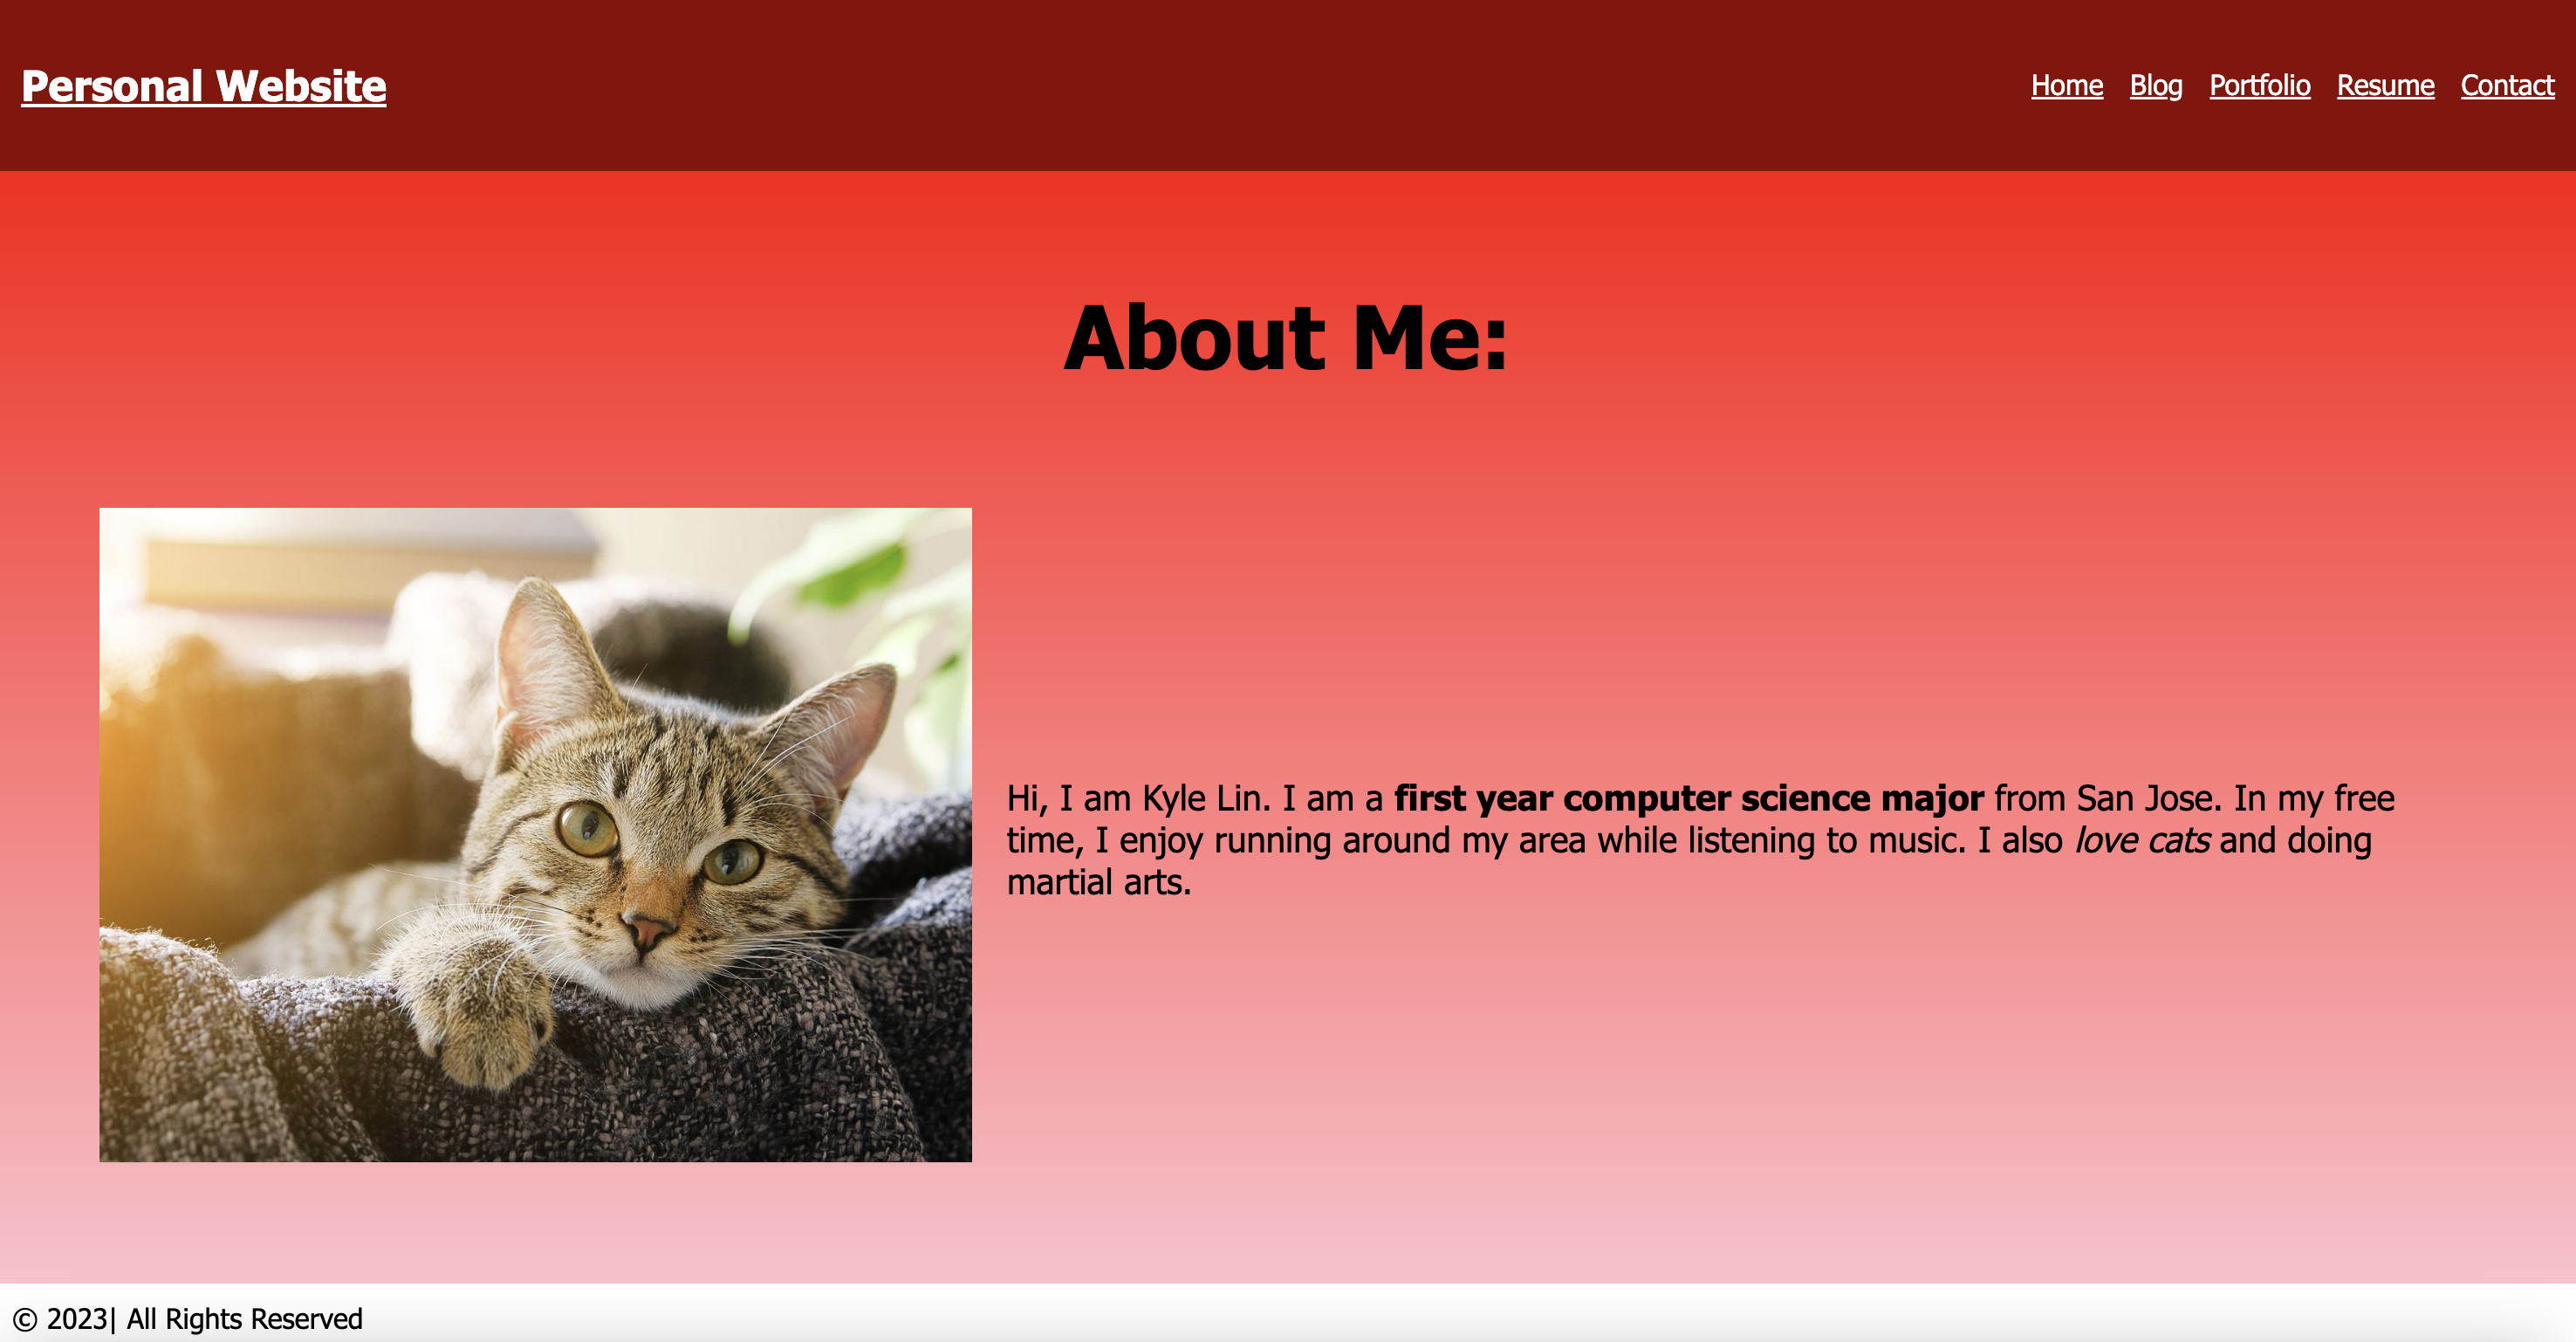 Personal Website
Home Blog Portfolio Resume Contact
About Me:
Hi, I am Kyle Lin. I am a first year computer science major from San Jose. In my free
time, I enjoy running around my area while listening to music. I also love cats and doing
martial arts.
© 2023| All Rights Reserved